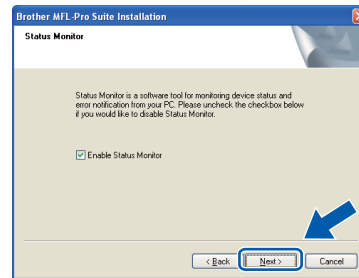 Brother MFL-Pro Suite Installation
Status Monitor
Status Monitor is a software tool for monitoring device status and
error notification from your PC. Please uncheck the checkbox below
if you would like to disable Status Monitor.
Enable Status Monitor
< Back
Next >
Cancel